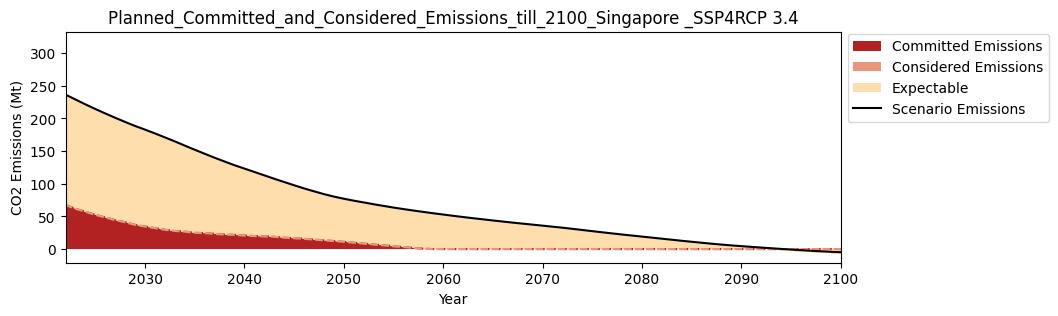 Planned_Committed_and_Considered_Emissions_till_2100_Singapore _SSP4RCP 3.4
CO2 Emissions (Mt)
300
250
200
150
100
50
0
2030
2040
2050
2060
2070
2080
2090
2100
Year
Committed Emissions
Considered Emissions
Expectable
Scenario Emissions